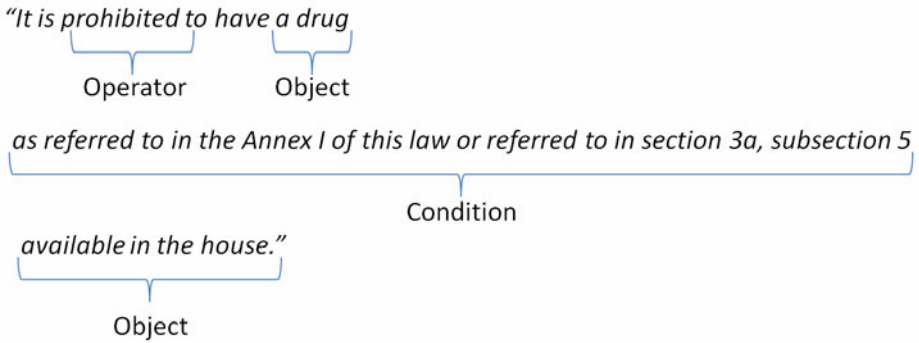 “It is prohibited to have a drug
Operator Object
as referred to in the Annex I of this law or referred to in section 3a, subsection 5
Condition
available in the house.”
Object